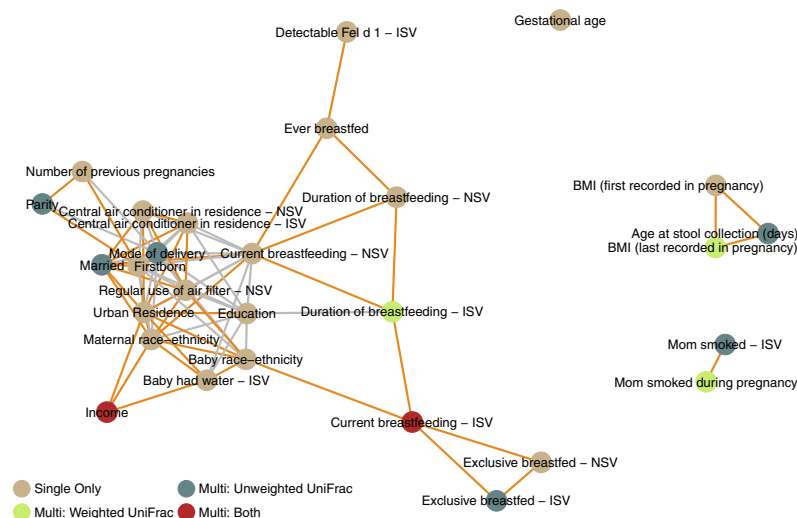 Gestational age
Detectable Fel d 1 – ISV
Ever breastfed
Number of previous pregnancies
BMI (first recorded in pregnancy)
Duration of breastfeeding – NSV
Parity
Central air conditioner in residence – NSV
Central air conditioner in residence – ISV
Age at stool collection (days)
BMI (last recorded in pregnancy)
Mode of delivery
Current breastfeeding – NSV
Married
Firstborn
Regular use of air filter – NSV
Urban Residence
Education
Duration of breastfeeding – ISV
Maternal race–ethnicity
Mom smoked – ISV
Baby race–ethnicity
Baby had water – ISV
Mom smoked during pregnancy
Income
Current breastfeeding – ISV
Exclusive breastfed – NSV
Exclusive breastfed – ISV
Single Only
Multi: Unweighted UniFrac
Multi: Weighted UniFrac
Multi: Both